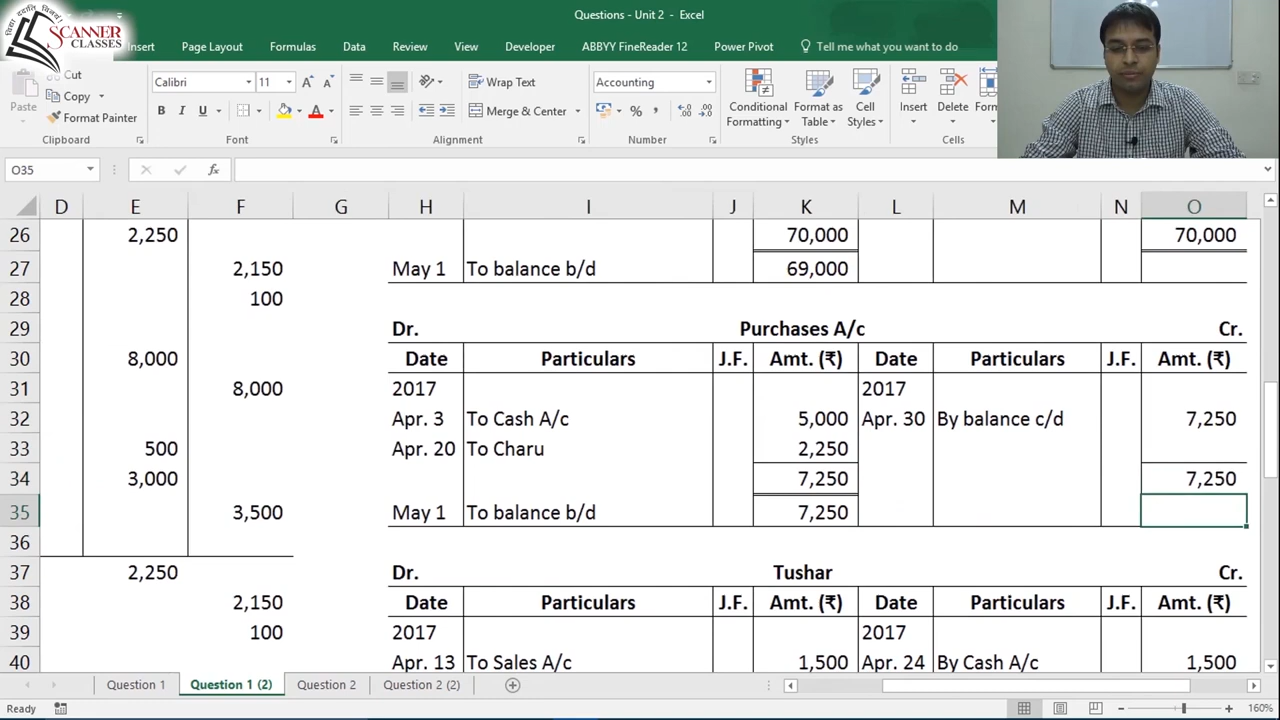 विद्या ददाति विनयम्
SCANNER
CLASSES
Questions - Unit 2 - Excel
Insert Page Layout Formulas Data Review View Developer ABBYY FineReader 12 Power Pivot Tell me what you want to do
Cut
Copy
Format Painter
Paste
Calibri 11
B I U
Wrap Text
Merge & Center
Accounting
Conditional Formatting
Format as Table
Cell Styles
Insert
Delete
Clipboard Font Alignment Number Styles Cells
O35 fx
D E F G H I J K L M N O
26 2,250 70,000 70,000
27 2,150 May 1 To balance b/d 69,000
28 100
29 Dr. Purchases A/c Cr.
30 8,000 Date Particulars J.F. Amt. (₹) Date Particulars J.F. Amt. (₹)
31 8,000 2017 2017
32 Apr. 3 To Cash A/c 5,000 Apr. 30 By balance c/d 7,250
33 500 Apr. 20 To Charu 2,250
34 3,000 7,250 7,250
35 3,500 May 1 To balance b/d 7,250
36
37 2,250 Dr. Tushar Cr.
38 2,150 Date Particulars J.F. Amt. (₹) Date Particulars J.F. Amt. (₹)
39 100 2017 2017
40 Apr. 13 To Sales A/c 1,500 Apr. 24 By Cash A/c 1,500
Question 1 Question 1 (2) Question 2 Question 2 (2)
Ready 160%